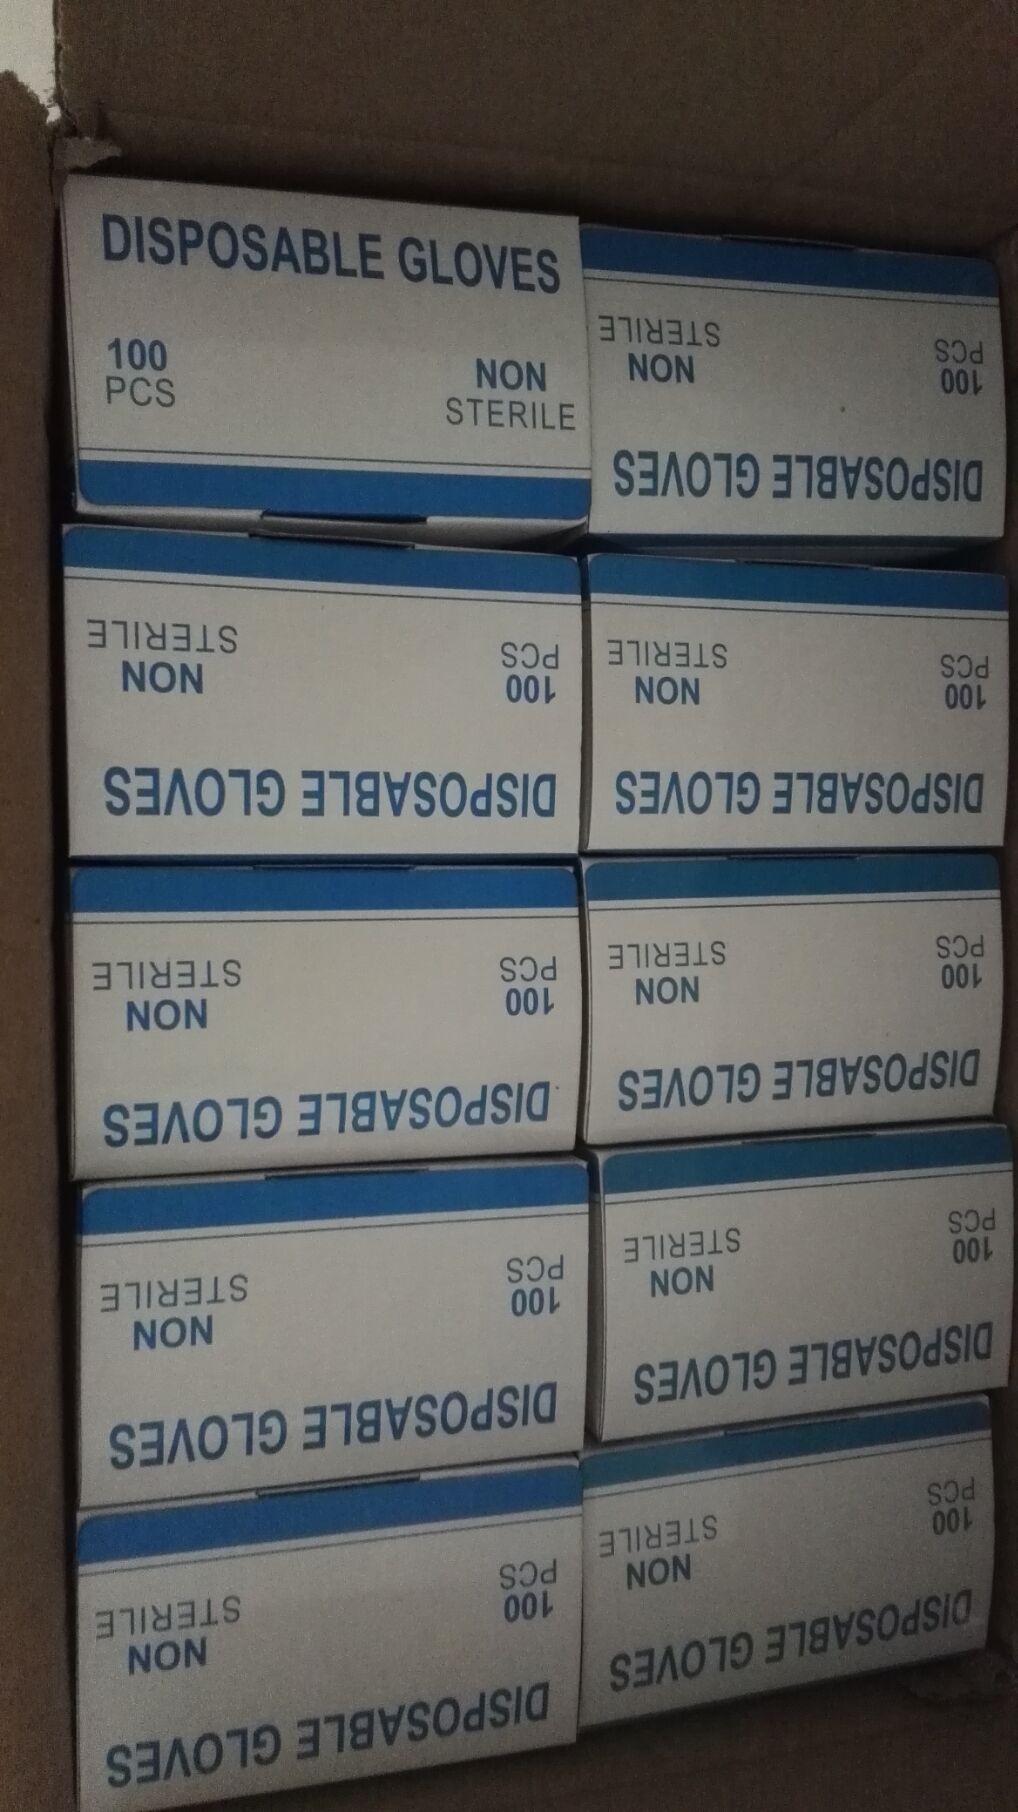 DISPOSABLE GLOVES
100
PCS
NON
STERILE
DISPOSABLE GLOVES
100
PCS
NON
STERILE
DISPOSABLE GLOVES
100
PCS
NON
STERILE
DISPOSABLE GLOVES
100
PCS
NON
STERILE
DISPOSABLE GLOVES
100
PCS
NON
STERILE
DISPOSABLE GLOVES
100
PCS
NON
STERILE
DISPOSABLE GLOVES
100
PCS
NON
STERILE
DISPOSABLE GLOVES
100
PCS
NON
STERILE
DISPOSABLE GLOVES
100
PCS
NON
STERILE
DISPOSABLE GLOVES
100
PCS
NON
STERILE